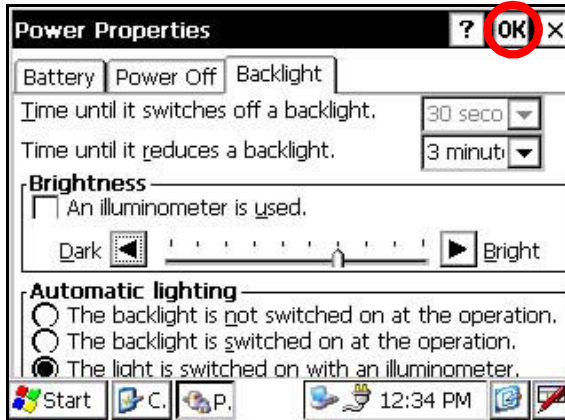 Power Properties ? OK ×
Battery Power Off Backlight
Time until it switches off a backlight. 30 seco
Time until it reduces a backlight. 3 minut
Brightness
An illuminometer is used.
Dark Bright
Automatic lighting
The backlight is not switched on at the operation.
The backlight is switched on at the operation.
The light is switched on with an illuminometer.
Start C. P. 12:34 PM